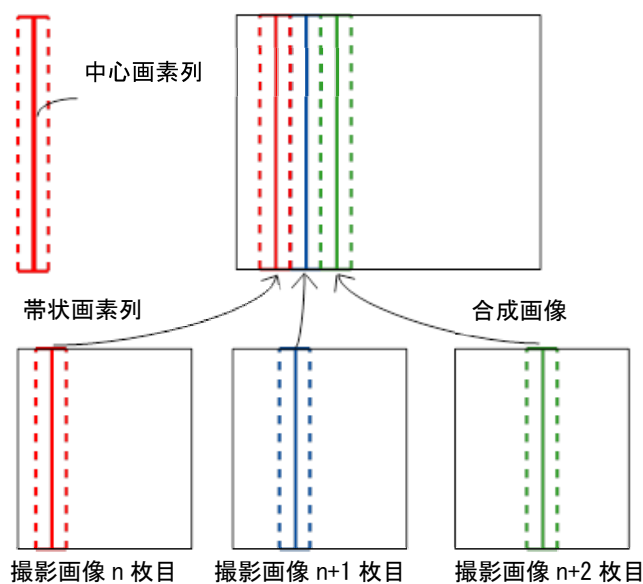 中心画素列
帯状画素列
合成画像
撮影画像 n 枚目
撮影画像 n+1 枚目
撮影画像 n+2 枚目